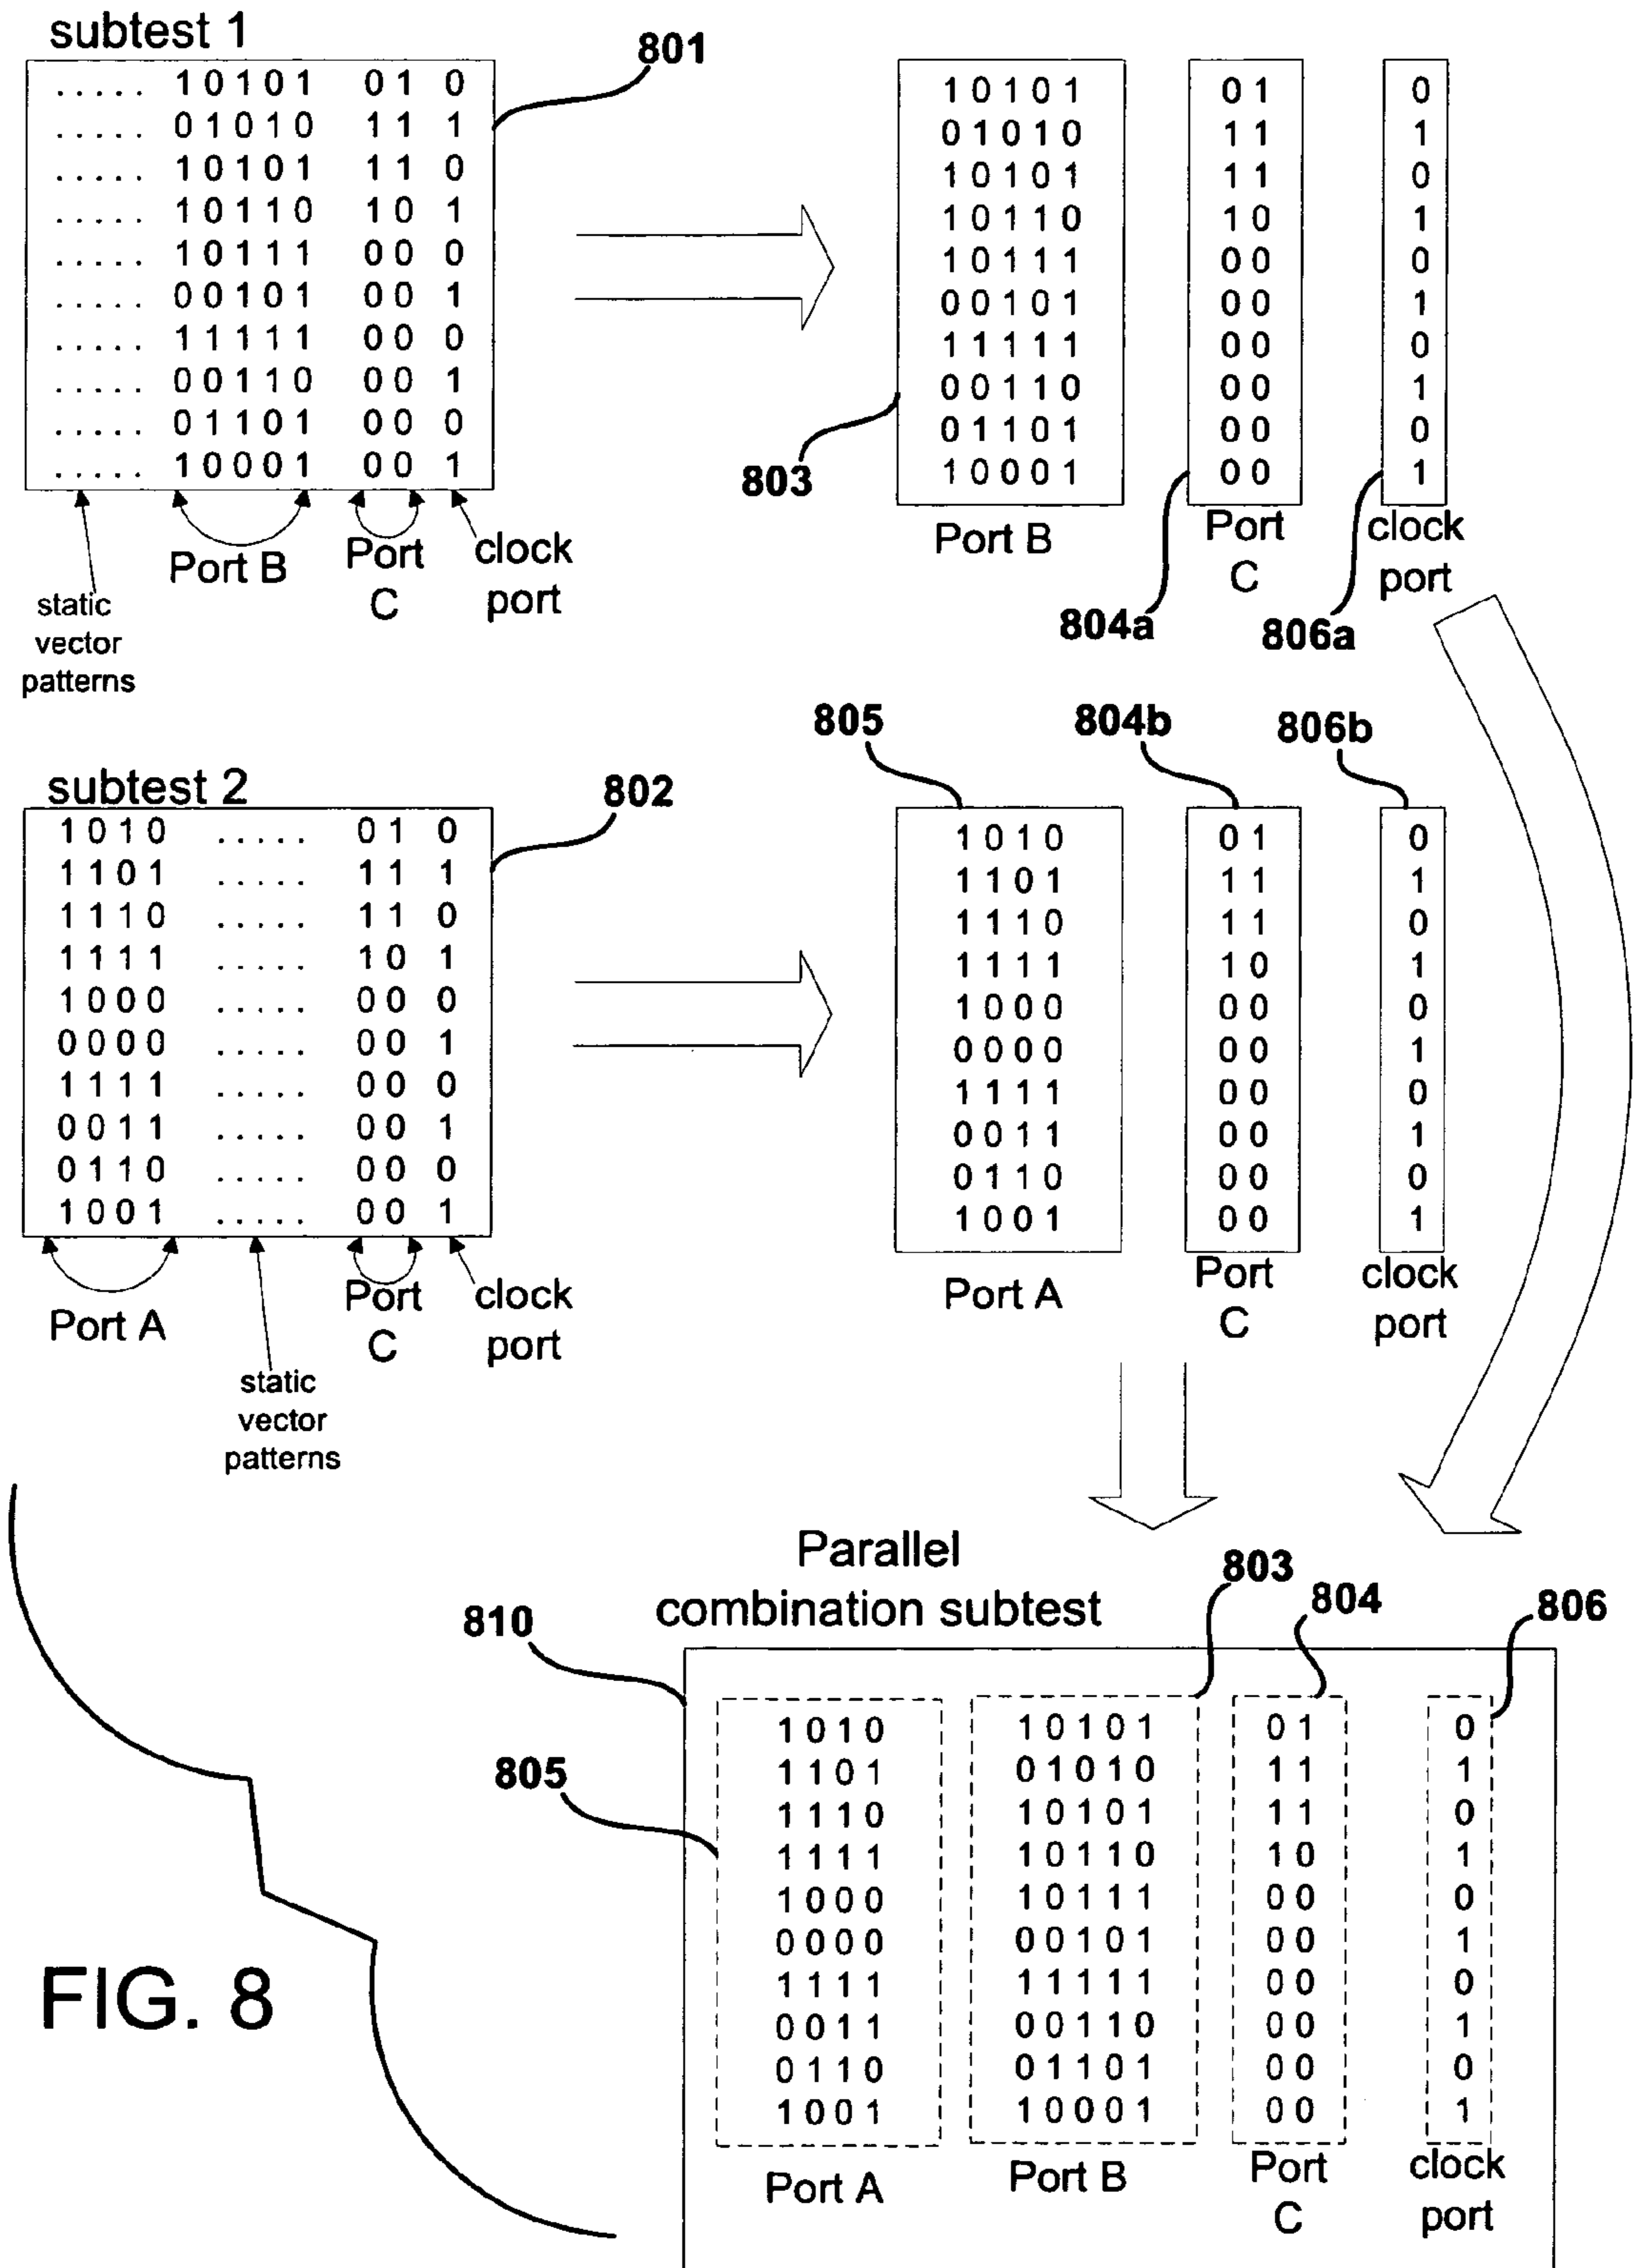 subtest 1
801
..... 10101 01 0
..... 01010 11 1
..... 10101 11 0
..... 10110 10 1
..... 10111 00 0
..... 00101 00 1
..... 11111 00 0
..... 00110 00 1
..... 01101 00 0
..... 10001 00 1
static
vector
patterns
Port B
Port
C
clock
port
10101 01 0
01010 11 1
10101 11 0
10110 10 1
10111 00 0
00101 00 1
11111 00 0
00110 00 1
01101 00 0
10001 00 1
803
Port B
Port
C
clock
port
804a
806a
subtest 2
802
1010 ..... 01 0
1101 ..... 11 1
1110 ..... 11 0
1111 ..... 10 1
1000 ..... 00 0
0000 ..... 00 1
1111 ..... 00 0
0011 ..... 00 1
0110 ..... 00 0
1001 ..... 00 1
Port A
static
vector
patterns
Port
C
clock
port
805
804b
806b
1010 01 0
1101 11 1
1110 11 0
1111 10 1
1000 00 0
0000 00 1
1111 00 0
0011 00 1
0110 00 0
1001 00 1
Port A
Port
C
clock
port
Parallel
combination subtest
810
803
804
806
805
1010 10101 01 0
1101 01010 11 1
1110 10101 11 0
1111 10110 10 1
1000 10111 00 0
0000 00101 00 1
1111 11111 00 0
0011 00110 00 1
0110 01101 00 0
1001 10001 00 1
Port A
Port B
Port
C
clock
port
FIG. 8